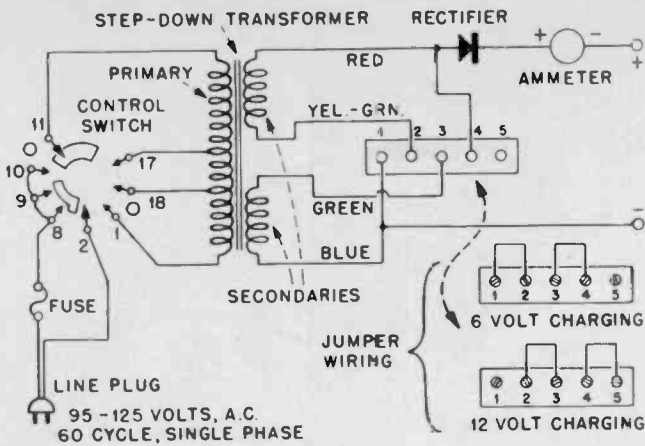 STEP-DOWN TRANSFORMER
RECTIFIER
RED
+ -
+
AMMETER
PRIMARY
CONTROL
SWITCH
YEL.-GRN.
1 2 3 4 5
11
10
9
8
2
17
18
1
GREEN
-
BLUE
FUSE
SECONDARIES
1 2 3 4 5
6 VOLT CHARGING
JUMPER
WIRING
1 2 3 4 5
12 VOLT CHARGING
LINE PLUG
95-125 VOLTS, A.C.
60 CYCLE, SINGLE PHASE